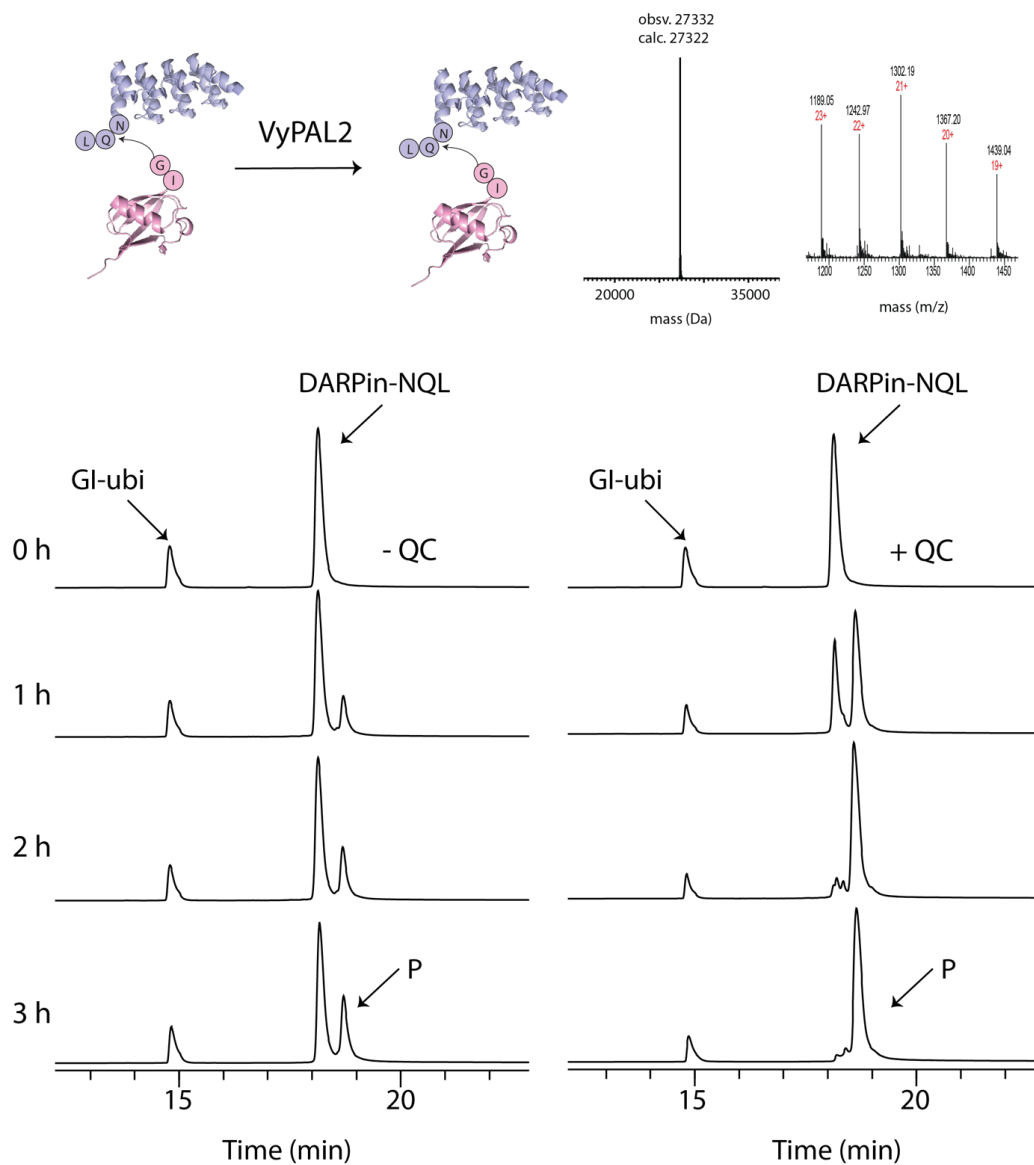 obsv. 27332
calc. 27322
N
Q
L
G
I
VyPAL2
N
Q
L
G
I
20000
35000
mass (Da)
1189.05
23+
1242.97
22+
1302.19
21+
1367.20
20+
1439.04
19+
1200
1250
1300
1350
1400
1450
mass (m/z)
DARPin-NQL
GI-ubi
0 h
- QC
1 h
2 h
3 h
P
15
20
Time (min)
DARPin-NQL
GI-ubi
+ QC
P
15
20
Time (min)